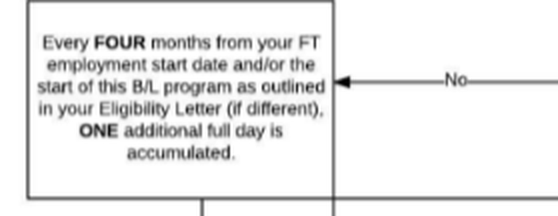 Every FOUR months from your FT
employment start date and/or the
start of this B/L program as outlined
in your Eligibility Letter (if different),
ONE additional full day is
accumulated.
No